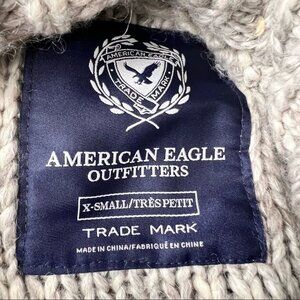 AMERICAN EAGLE
TRADE MARK
AMERICAN EAGLE
OUTFITTERS
X-SMALL/TRÈS PETIT
TRADE MARK
MADE IN CHINA/FABRIQUÉ EN CHINE